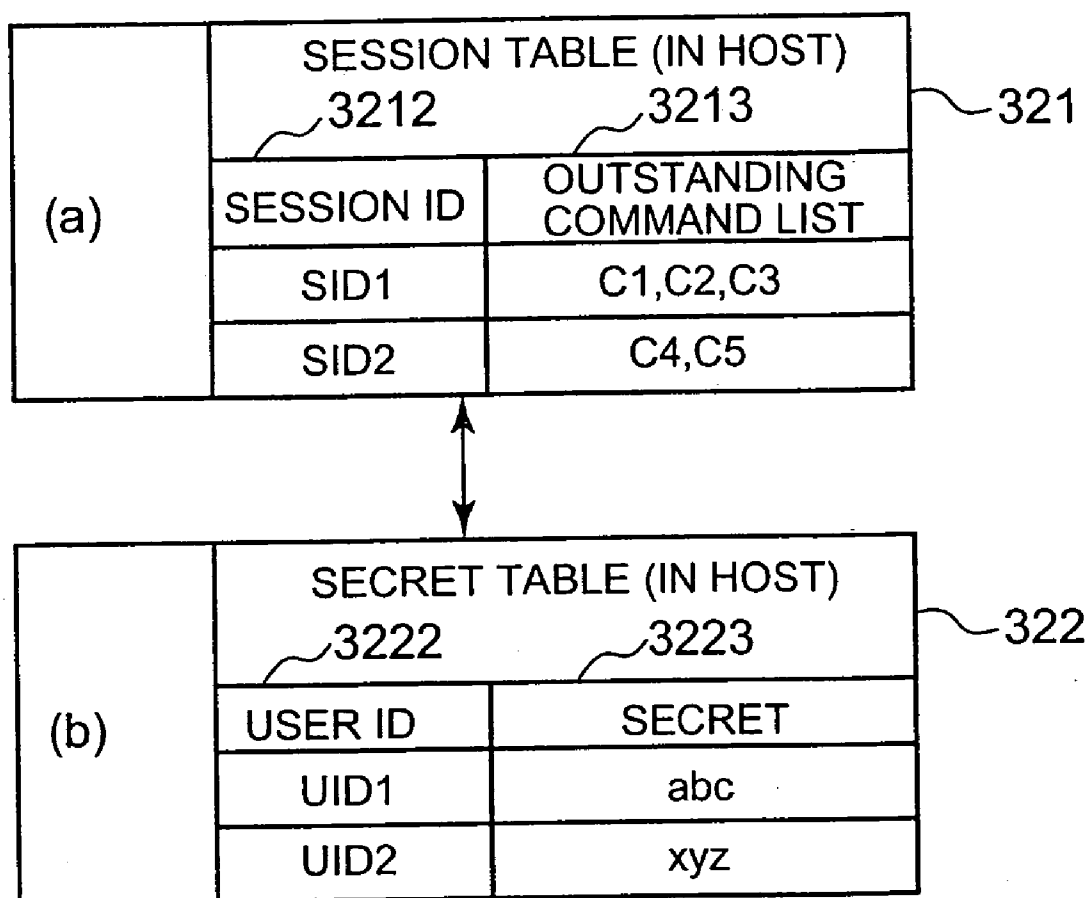 SESSION TABLE (IN HOST)
3212 3213
321
(a)
SESSION ID
OUTSTANDING
COMMAND LIST
SID1 C1,C2,C3
SID2 C4,C5
SECRET TABLE (IN HOST)
3222 3223
322
(b)
USER ID SECRET
UID1 abc
UID2 xyz